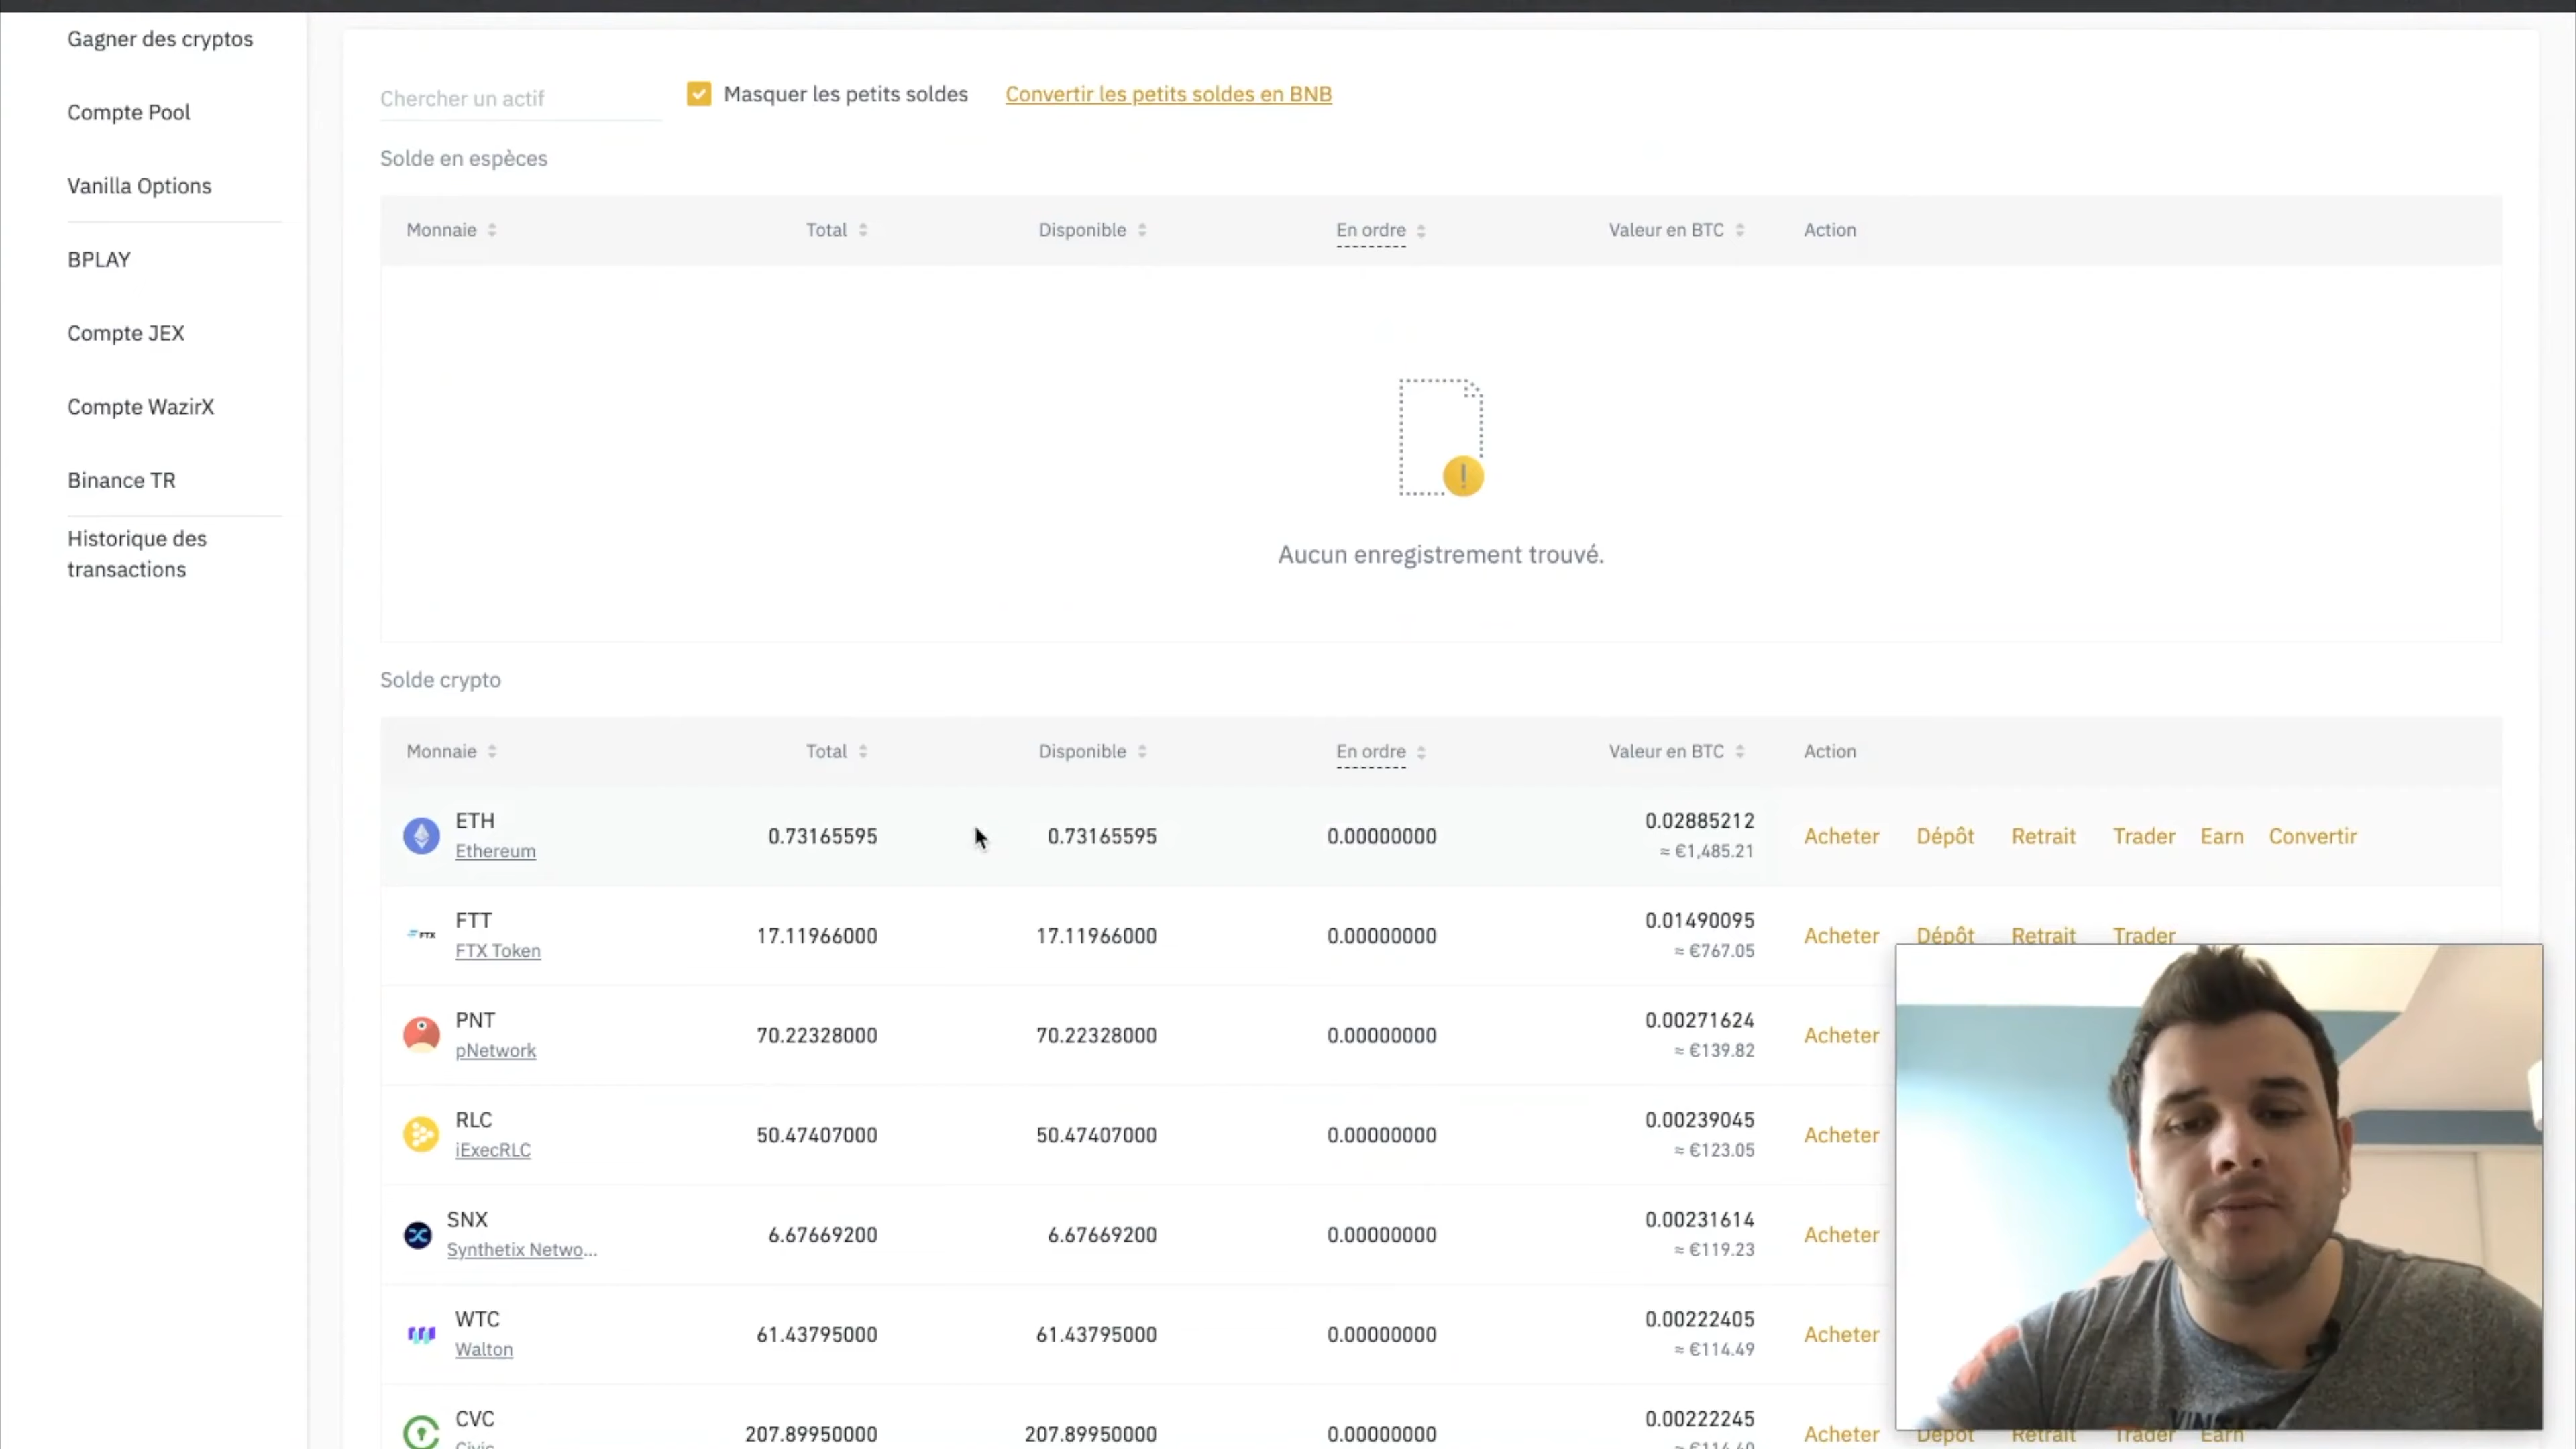 Gagner des cryptos
Compte Pool
Vanilla Options
BPLAY
Compte JEX
Compte WazirX
Binance TR
Historique des
transactions
Chercher un actif
Masquer les petits soldes
Convertir les petits soldes en BNB
Solde en espèces
Monnaie Total Disponible En ordre Valeur en BTC Action
Aucun enregistrement trouvé.
Solde crypto
Monnaie Total Disponible En ordre Valeur en BTC Action
ETH 0.73165595 0.73165595 0.00000000 0.02885212 Acheter Dépôt Retrait Trader Earn Convertir
Ethereum ≈ €1,485.21
FTX
FTT 17.11966000 17.11966000 0.00000000 0.01490095 Acheter Dépôt Retrait Trader
FTX Token ≈ €767.05
PNT 70.22328000 70.22328000 0.00000000 0.00271624 Acheter
pNetwork ≈ €139.82
RLC 50.47407000 50.47407000 0.00000000 0.00239045 Acheter
iExecRLC ≈ €123.05
SNX 6.67669200 6.67669200 0.00000000 0.00231614 Acheter
Synthetix Netwo... ≈ €119.23
WTC 61.43795000 61.43795000 0.00000000 0.00222405 Acheter
Walton ≈ €114.49
CVC 207.89950000 207.89950000 0.00000000 0.00222245 Acheter Dépôt Retrait Trader Earn